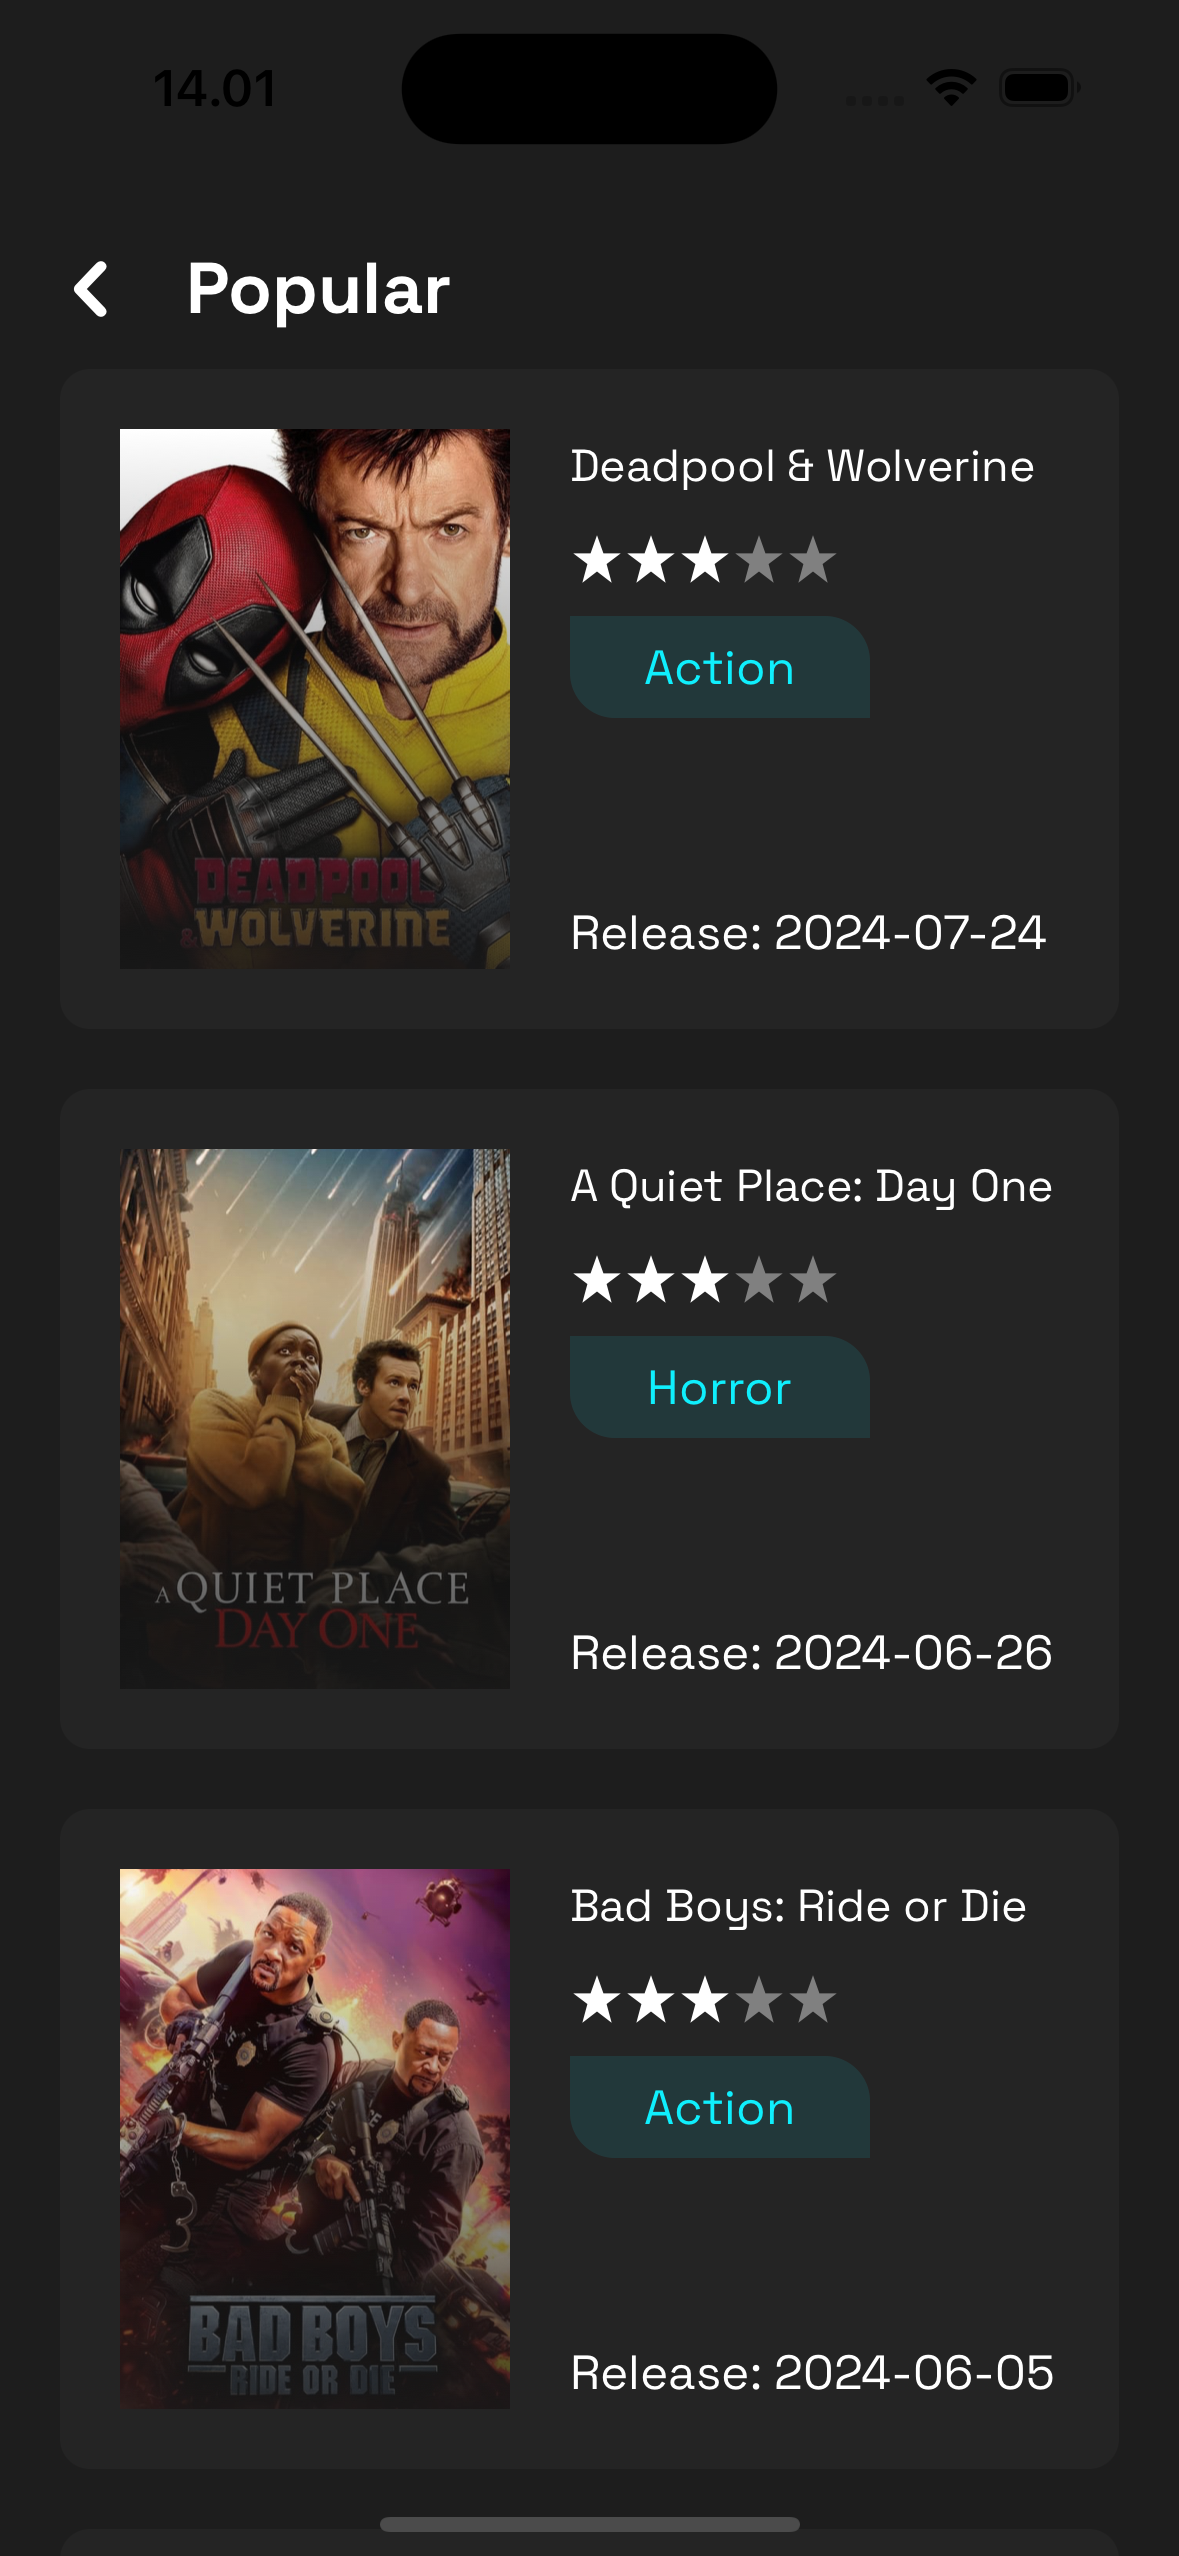 14.01
Popular
Deadpool & Wolverine
Action
DEADPOOL
& WOLVERINE
Release: 2024-07-24
A Quiet Place: Day One
Horror
A QUIET PLACE
DAY ONE
Release: 2024-06-26
Bad Boys: Ride or Die
Action
BAD BOYS
RIDE OR DIE
Release: 2024-06-05